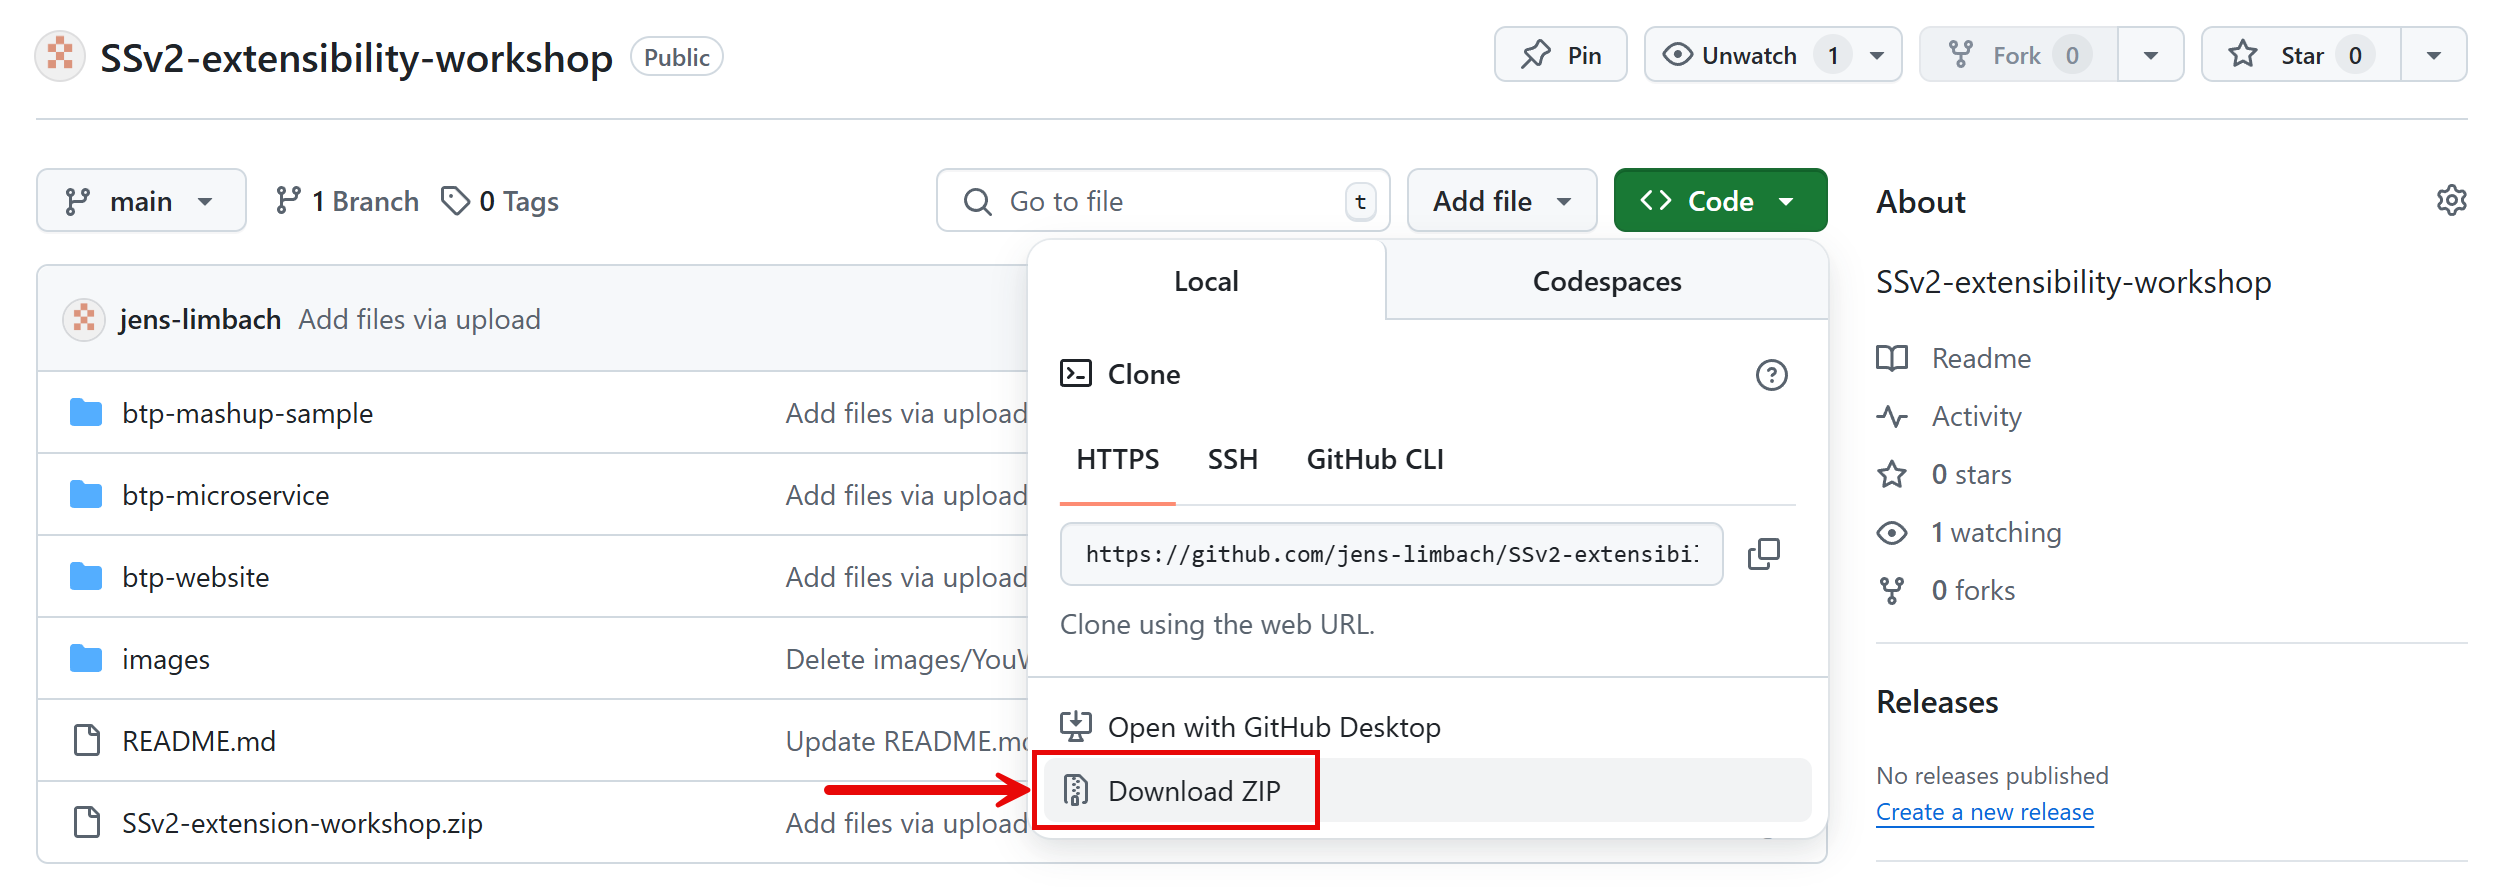 SSv2-extensibility-workshop Public Pin Unwatch 1 Fork 0 Star 0
main 1 Branch 0 Tags Go to file t Add file Code
jens-limbach Add files via upload
btp-mashup-sample Add files via upload
btp-microservice Add files via upload
btp-website Add files via upload
images Delete images/You
README.md Update README.md
SSv2-extension-workshop.zip Add files via upload
Local Codespaces
Clone
HTTPS SSH GitHub CLI
https://github.com/jens-limbach/SSv2-extensibil
Clone using the web URL.
Open with GitHub Desktop
Download ZIP
About
SSv2-extensibility-workshop
Readme
Activity
0 stars
1 watching
0 forks
Releases
No releases published
Create a new release